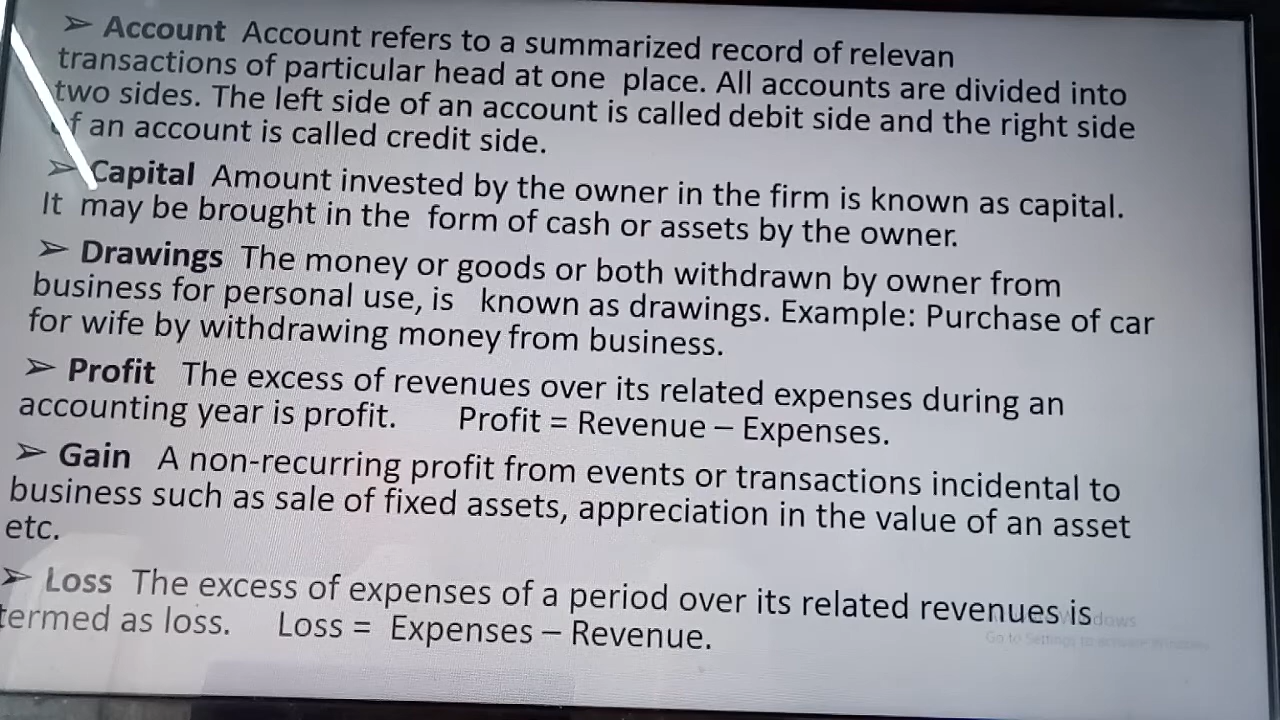 ➢ Account Account refers to a summarized record of relevan
transactions of particular head at one place. All accounts are divided into
two sides. The left side of an account is called debit side and the right side
of an account is called credit side.
➢ Capital Amount invested by the owner in the firm is known as capital.
It may be brought in the form of cash or assets by the owner.
➢ Drawings The money or goods or both withdrawn by owner from
business for personal use, is known as drawings. Example: Purchase of car
for wife by withdrawing money from business.
➢ Profit The excess of revenues over its related expenses during an
accounting year is profit. Profit = Revenue – Expenses.
➢ Gain A non-recurring profit from events or transactions incidental to
business such as sale of fixed assets, appreciation in the value of an asset
etc.
➢ Loss The excess of expenses of a period over its related revenues is
termed as loss. Loss = Expenses – Revenue.
Go to Settings to activate Windows